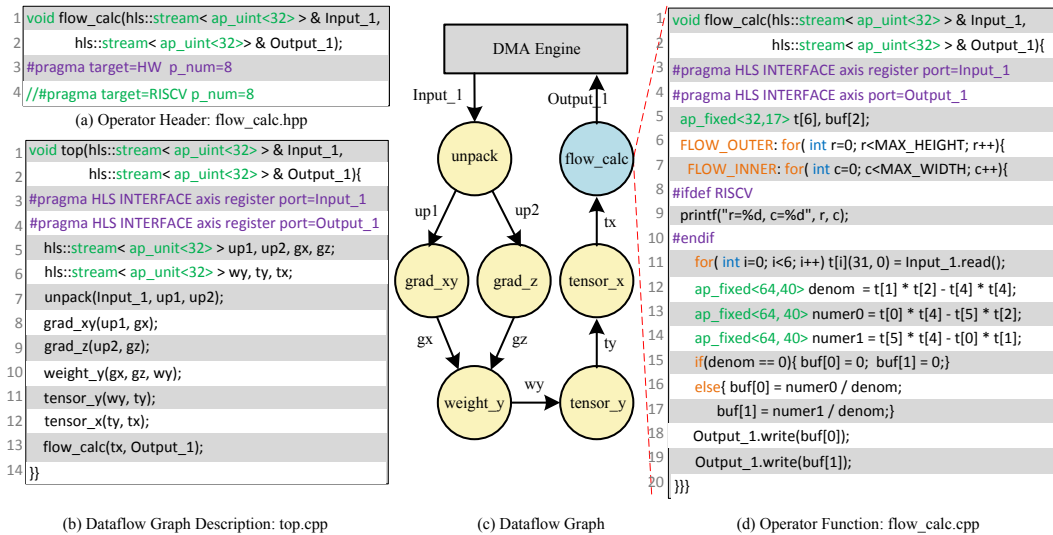 1 void flow_calc(hls::stream< ap_uint<32> > & Input_1,
2 hls::stream< ap_uint<32>> & Output_1);
3 #pragma target=HW p_num=8
4 //#pragma target=RISCV p_num=8
(a) Operator Header: flow_calc.hpp
1 void top(hls::stream< ap_uint<32> > & Input_1,
2 hls::stream< ap_uint<32> > & Output_1){
3 #pragma HLS INTERFACE axis register port=Input_1
4 #pragma HLS INTERFACE axis register port=Output_1
5 hls::stream< ap_unit<32> > up1, up2, gx, gz;
6 hls::stream< ap_unit<32> > wy, ty, tx;
7 unpack(Input_1, up1, up2);
8 grad_xy(up1, gx);
9 grad_z(up2, gz);
10 weight_y(gx, gz, wy);
11 tensor_y(wy, ty);
12 tensor_x(ty, tx);
13 flow_calc(tx, Output_1);
14 }}
(b) Dataflow Graph Description: top.cpp
DMA Engine
Input_1
Output_1
unpack
flow_calc
up1
up2
tx
grad_xy
grad_z
tensor_x
gx
gz
ty
weight_y
wy
tensor_y
(c) Dataflow Graph
1 void flow_calc(hls::stream< ap_uint<32> > & Input_1,
2 hls::stream< ap_uint<32>> & Output_1){
3 #pragma HLS INTERFACE axis register port=Input_1
4 #pragma HLS INTERFACE axis port=Output_1
5 ap_fixed<32,17> t[6], buf[2];
6 FLOW_OUTER: for( int r=0; r<MAX_HEIGHT; r++){
7 FLOW_INNER: for( int c=0; c<MAX_WIDTH; c++){
8 #ifdef RISCV
9 printf("r=%d, c=%d", r, c);
10 #endif
11 for( int i=0; i<6; i++) t[i](31, 0) = Input_1.read();
12 ap_fixed<64,40> denom = t[1] * t[2] - t[4] * t[4];
13 ap_fixed<64, 40> numer0 = t[0] * t[4] - t[5] * t[2];
14 ap_fixed<64, 40> numer1 = t[5] * t[4] - t[0] * t[1];
15 if(denom == 0){ buf[0] = 0; buf[1] = 0;}
16 else{ buf[0] = numer0 / denom;
17 buf[1] = numer1 / denom;}
18 Output_1.write(buf[0]);
19 Output_1.write(buf[1]);
20 }}}
(d) Operator Function: flow_calc.cpp